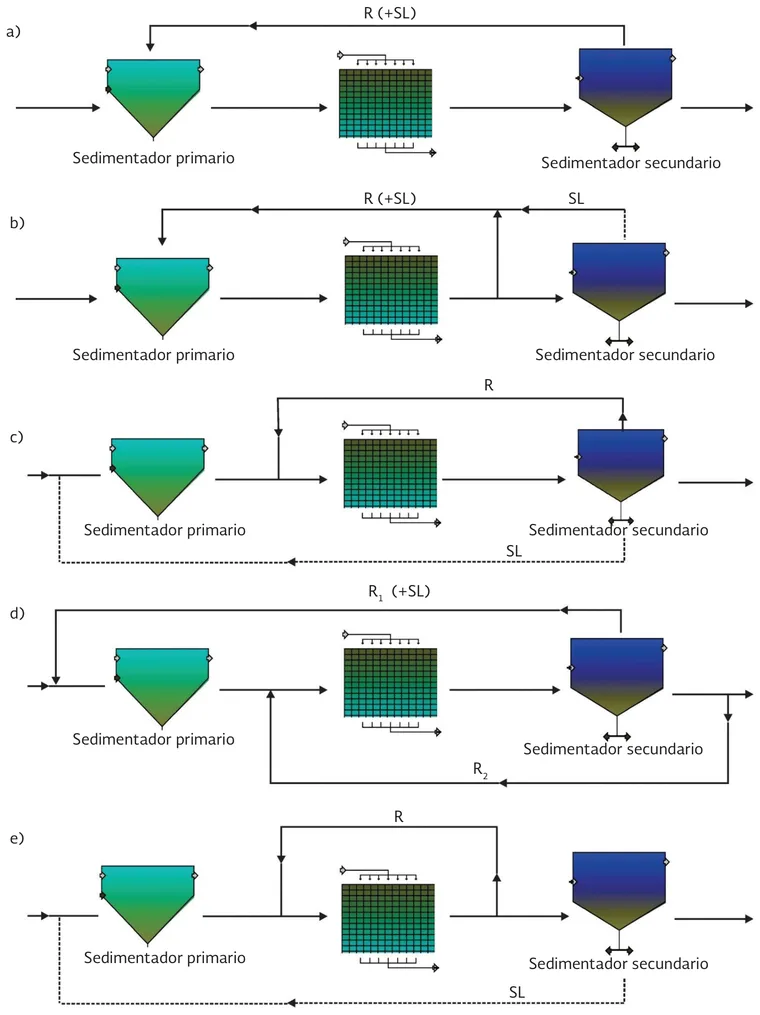 a)
R (+SL)
Sedimentador primario
Sedimentador secundario
b)
R (+SL)
SL
Sedimentador primario
Sedimentador secundario
c)
R
Sedimentador primario
Sedimentador secundario
SL
d)
R1 (+SL)
Sedimentador primario
Sedimentador secundario
R2
e)
R
Sedimentador primario
Sedimentador secundario
SL